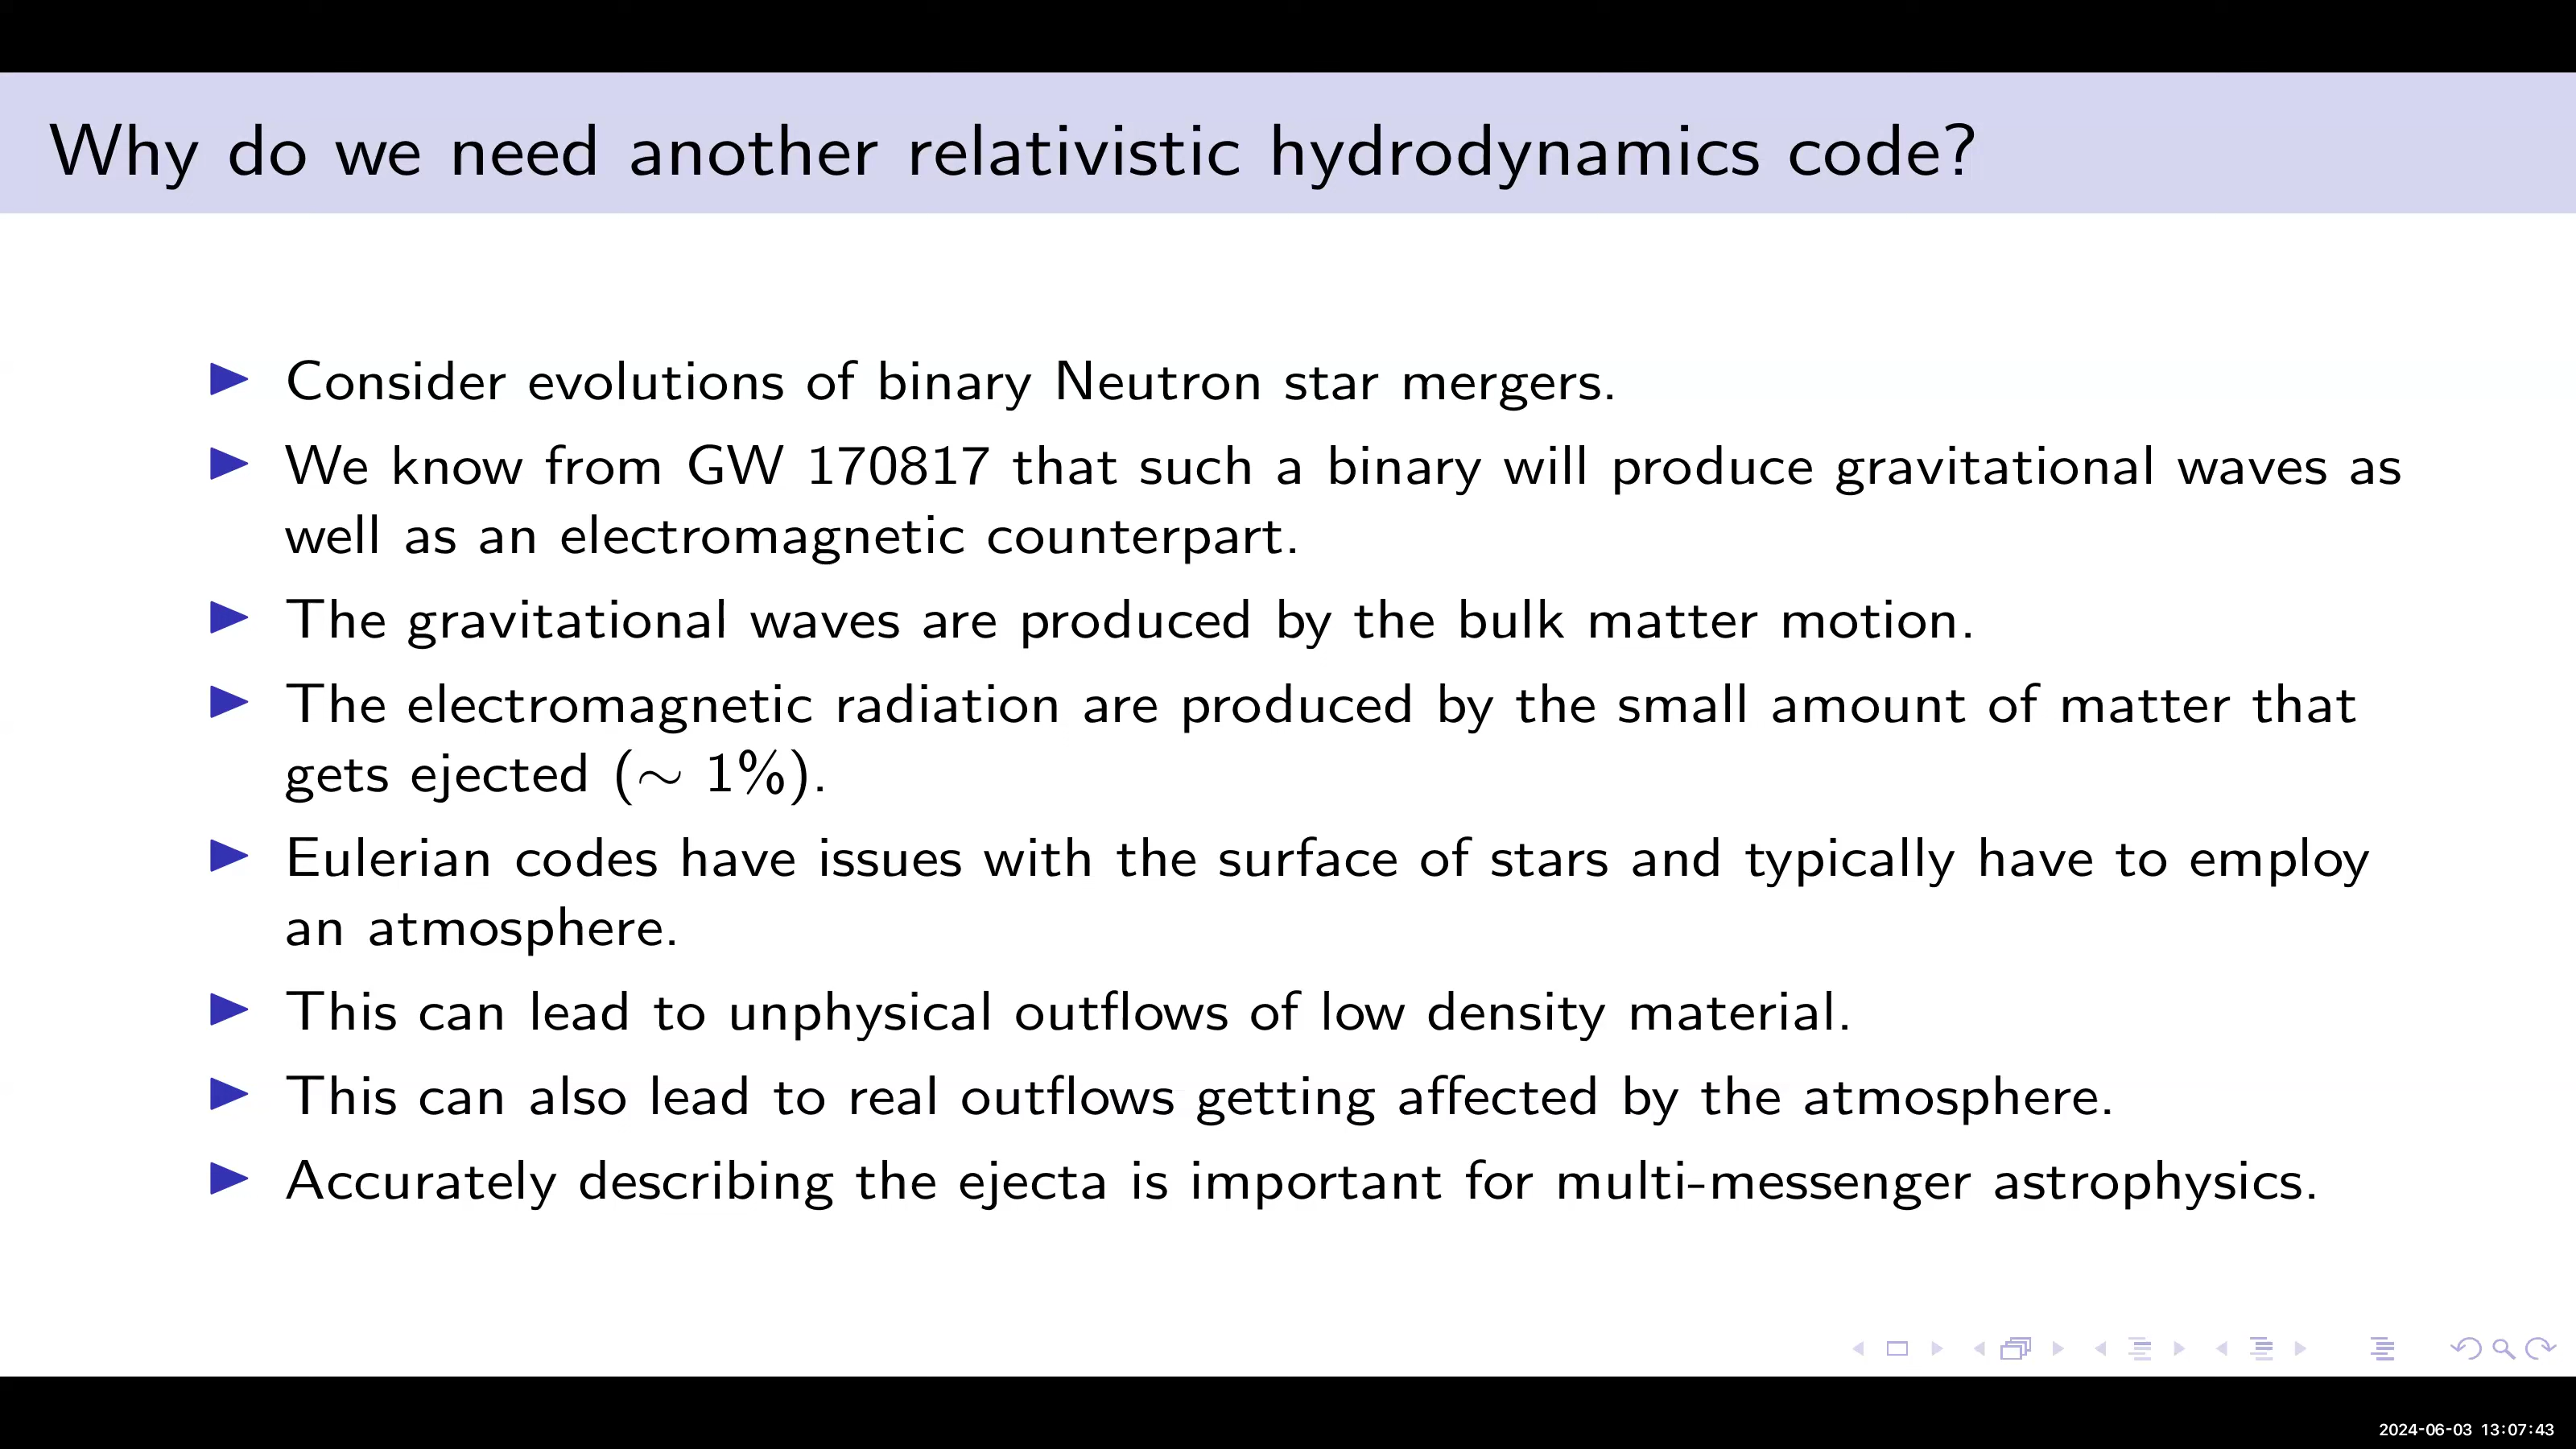 Why do we need another relativistic hydrodynamics code?
Consider evolutions of binary Neutron star mergers.
We know from GW 170817 that such a binary will produce gravitational waves as
well as an electromagnetic counterpart.
The gravitational waves are produced by the bulk matter motion.
The electromagnetic radiation are produced by the small amount of matter that
gets ejected (∼ 1%).
Eulerian codes have issues with the surface of stars and typically have to employ
an atmosphere.
This can lead to unphysical outflows of low density material.
This can also lead to real outflows getting affected by the atmosphere.
Accurately describing the ejecta is important for multi-messenger astrophysics.
2024-06-03 13:07:43